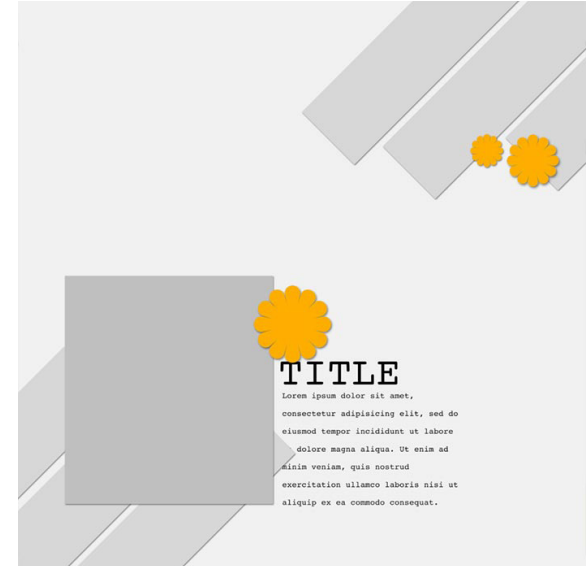 TITLE
Lorem ipsum dolor sit amet,
consectetur adipisicing elit, sed do
eiusmod tempor incididunt ut labore
dolore magna aliqua. Ut enim ad
minim veniam, quis nostrud
exercitation ullamco laboris nisi ut
aliquip ex ea commodo consequat.